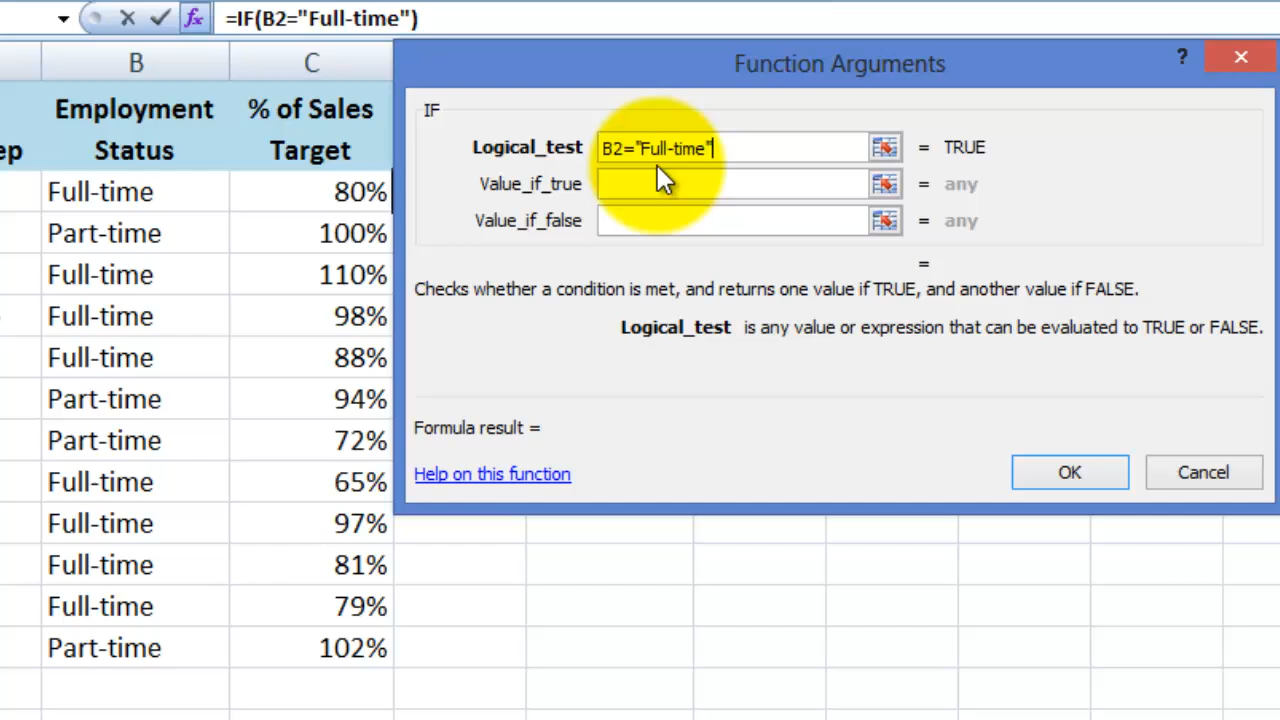 =IF(B2="Full-time")
B C
Employment % of Sales
ep Status Target
Full-time 80%
Part-time 100%
Full-time 110%
Full-time 98%
Full-time 88%
Part-time 94%
Part-time 72%
Full-time 65%
Full-time 97%
Full-time 81%
Full-time 79%
Part-time 102%
Function Arguments
IF
Logical_test B2="Full-time" = TRUE
Value_if_true = any
Value_if_false = any
=
Checks whether a condition is met, and returns one value if TRUE, and another value if FALSE.
Logical_test is any value or expression that can be evaluated to TRUE or FALSE.
Formula result =
Help on this function
OK Cancel